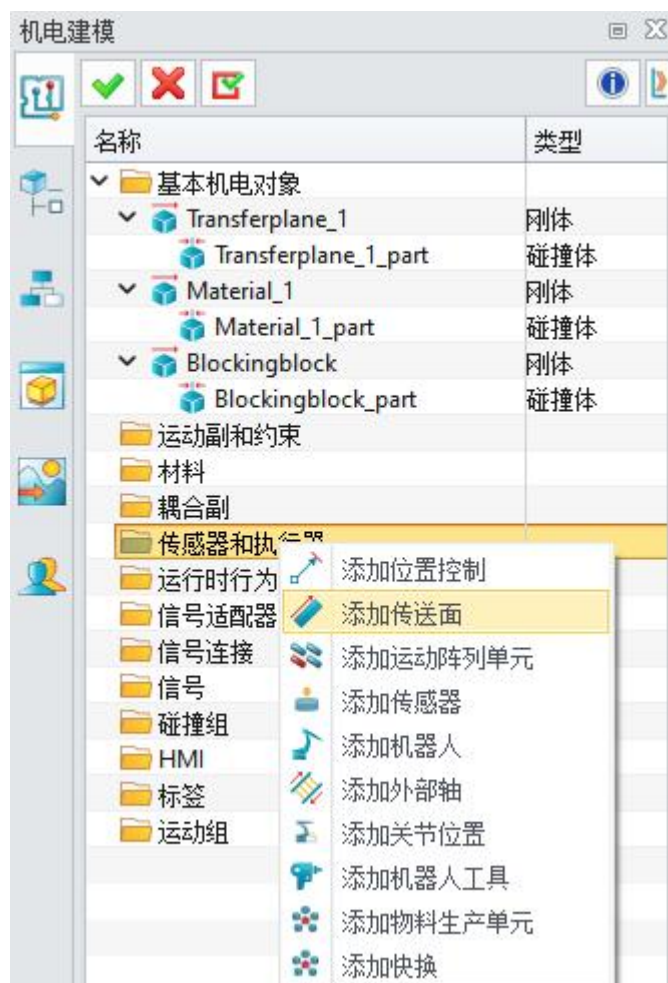 机电建模
名称 类型
基本机电对象
Transferplane_1 刚体
Transferplane_1_part 碰撞体
Material_1 刚体
Material_1_part 碰撞体
Blockingblock 刚体
Blockingblock_part 碰撞体
运动副和约束
材料
耦合副
传感器和执行器
运行时行为
信号适配器
信号连接
信号
碰撞组
HMI
标签
运动组
添加位置控制
添加传送面
添加运动阵列单元
添加传感器
添加机器人
添加外部轴
添加关节位置
添加机器人工具
添加物料生产单元
添加快换